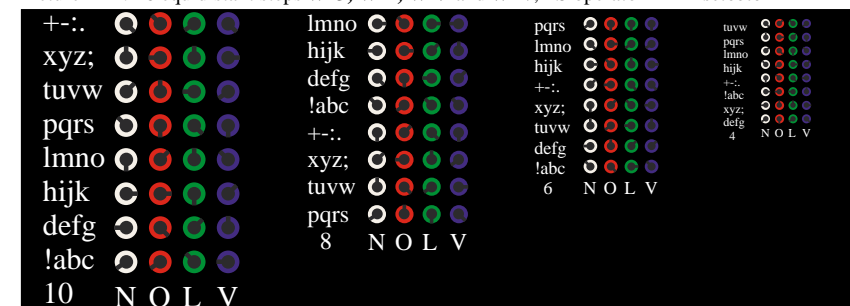 +-:.
xyz;
tuvw
pqrs
lmno
hijk
defg
!abc
10 N O L V
lmno
hijk
defg
!abc
+-:.
xyz;
tuvw
pqrs
8 N O L V
pqrs
lmno
hijk
+-:.
xyz;
tuvw
defg
!abc
6 N O L V
tuvw
pqrs
lmno
hijk
+-:.
!abc
xyz;
defg
4 N O L V